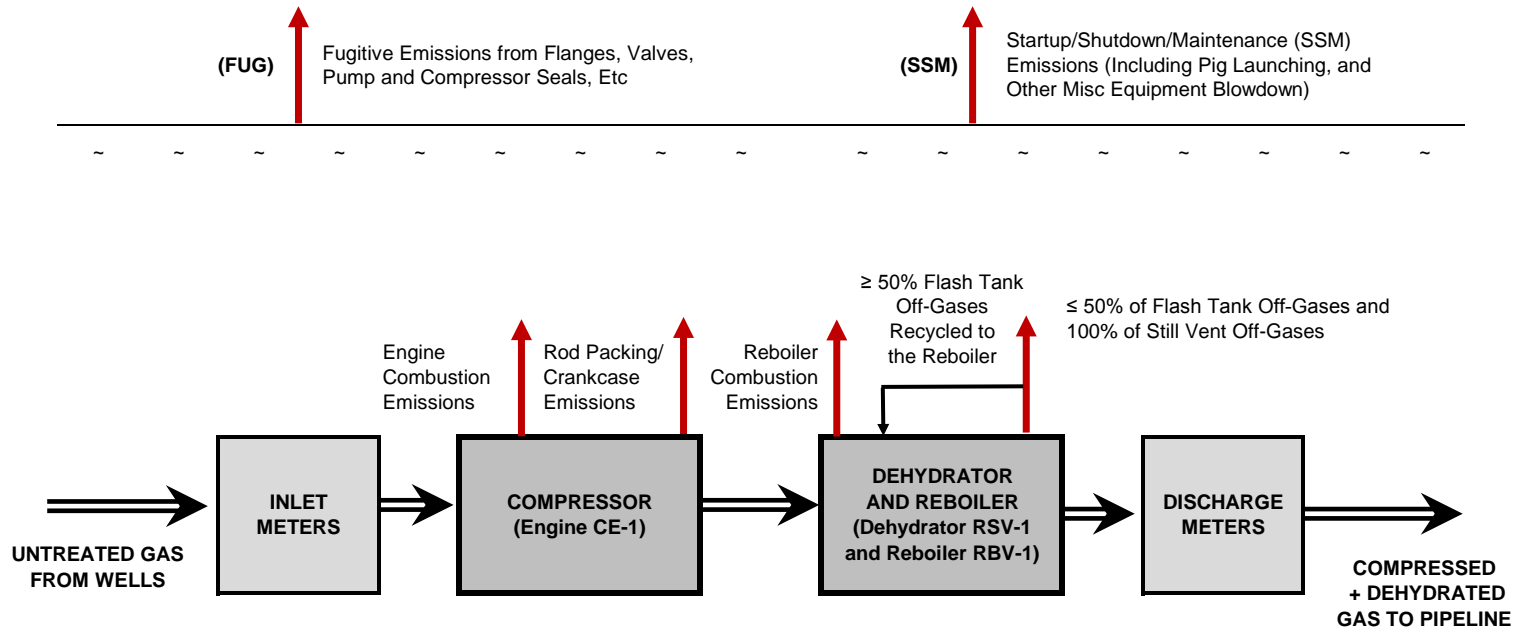 (FUG)
Fugitive Emissions from Flanges, Valves,
Pump and Compressor Seals, Etc
(SSM)
Startup/Shutdown/Maintenance (SSM)
Emissions (Including Pig Launching, and
Other Misc Equipment Blowdown)
~ ~ ~ ~ ~ ~ ~ ~ ~ ~ ~ ~ ~ ~ ~ ~ ~
Engine
Combustion
Emissions
Rod Packing/
Crankcase
Emissions
Reboiler
Combustion
Emissions
≥ 50% Flash Tank
Off-Gases
Recycled to
the Reboiler
≤ 50% of Flash Tank Off-Gases and
100% of Still Vent Off-Gases
UNTREATED GAS
FROM WELLS
INLET
METERS
COMPRESSOR
(Engine CE-1)
DEHYDRATOR
AND REBOILER
(Dehydrator RSV-1
and Reboiler RBV-1)
DISCHARGE
METERS
COMPRESSED
+ DEHYDRATED
GAS TO PIPELINE